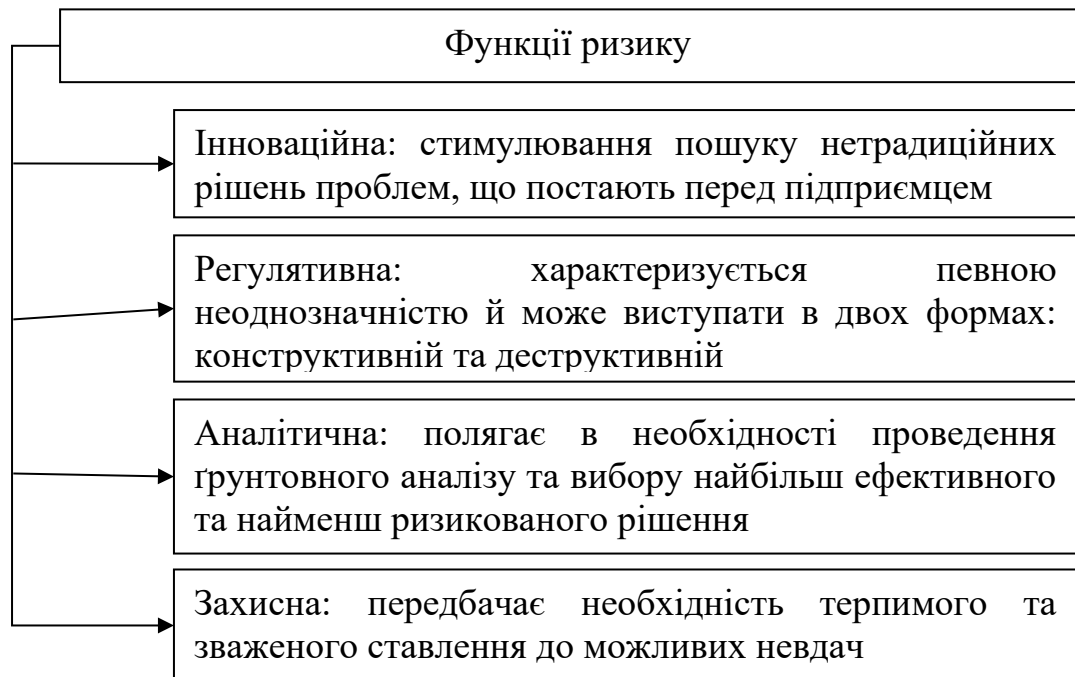 Функції ризику
Інноваційна: стимулювання пошуку нетрадиційних
рішень проблем, що постають перед підприємцем
Регулятивна: характеризується певною
неоднозначністю й може виступати в двох формах:
конструктивній та деструктивній
Аналітична: полягає в необхідності проведення
ґрунтовного аналізу та вибору найбільш ефективного
та найменш ризикованого рішення
Захисна: передбачає необхідність терпимого та
зваженого ставлення до можливих невдач